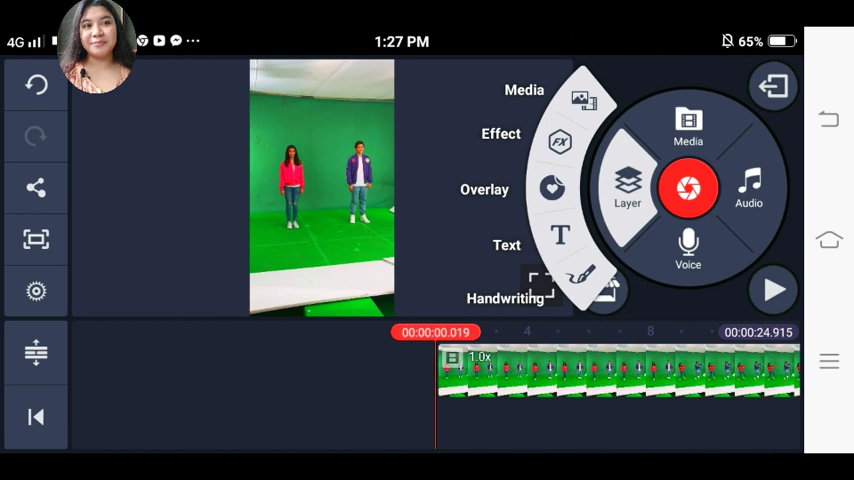 4G
1:27 PM
65%
Media
Effect
Overlay
Text
Handwriting
FX
T
Media
Layer
Audio
Voice
00:00:00.019
4
8
00:00:24.915
1.0x